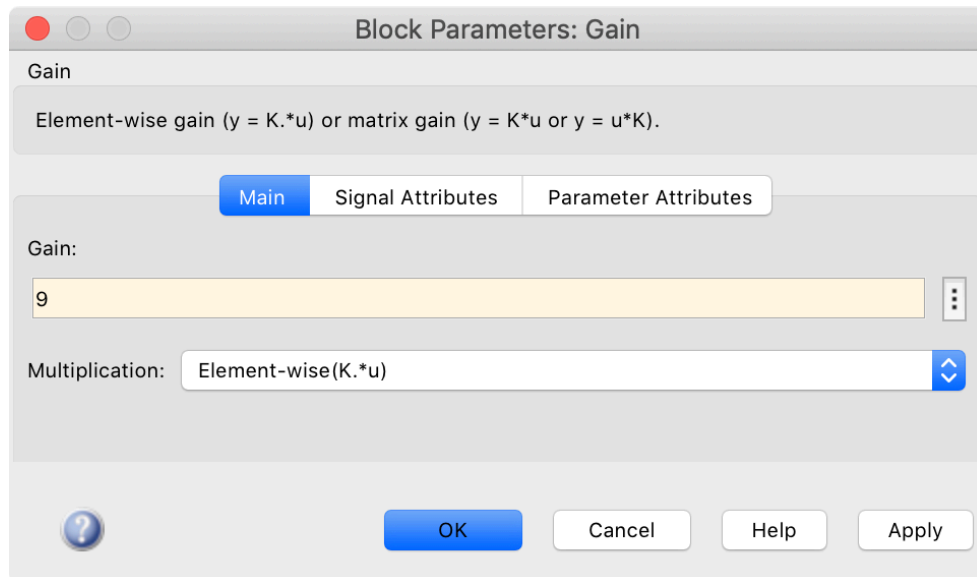 Block Parameters: Gain
Gain
Element-wise gain (y = K.*u) or matrix gain (y = K*u or y = u*K).
Main Signal Attributes Parameter Attributes
Gain:
9
Multiplication: Element-wise(K.*u)
? OK Cancel Help Apply